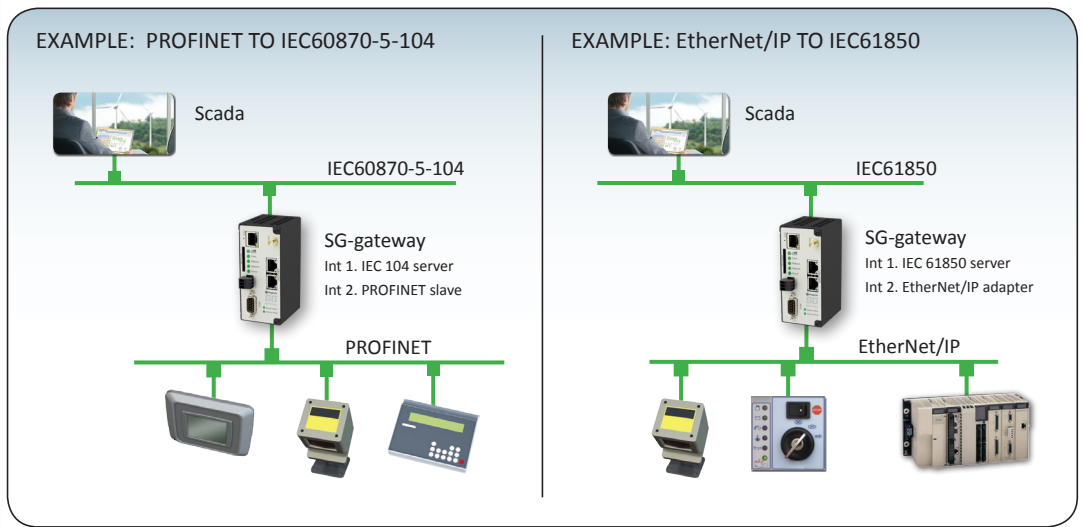 EXAMPLE: PROFINET TO IEC60870-5-104
Scada
IEC60870-5-104
SG-gateway
Int 1. IEC 104 server
Int 2. PROFINET slave
PROFINET
EXAMPLE: EtherNet/IP TO IEC61850
Scada
IEC61850
SG-gateway
Int 1. IEC 61850 server
Int 2. EtherNet/IP adapter
EtherNet/IP